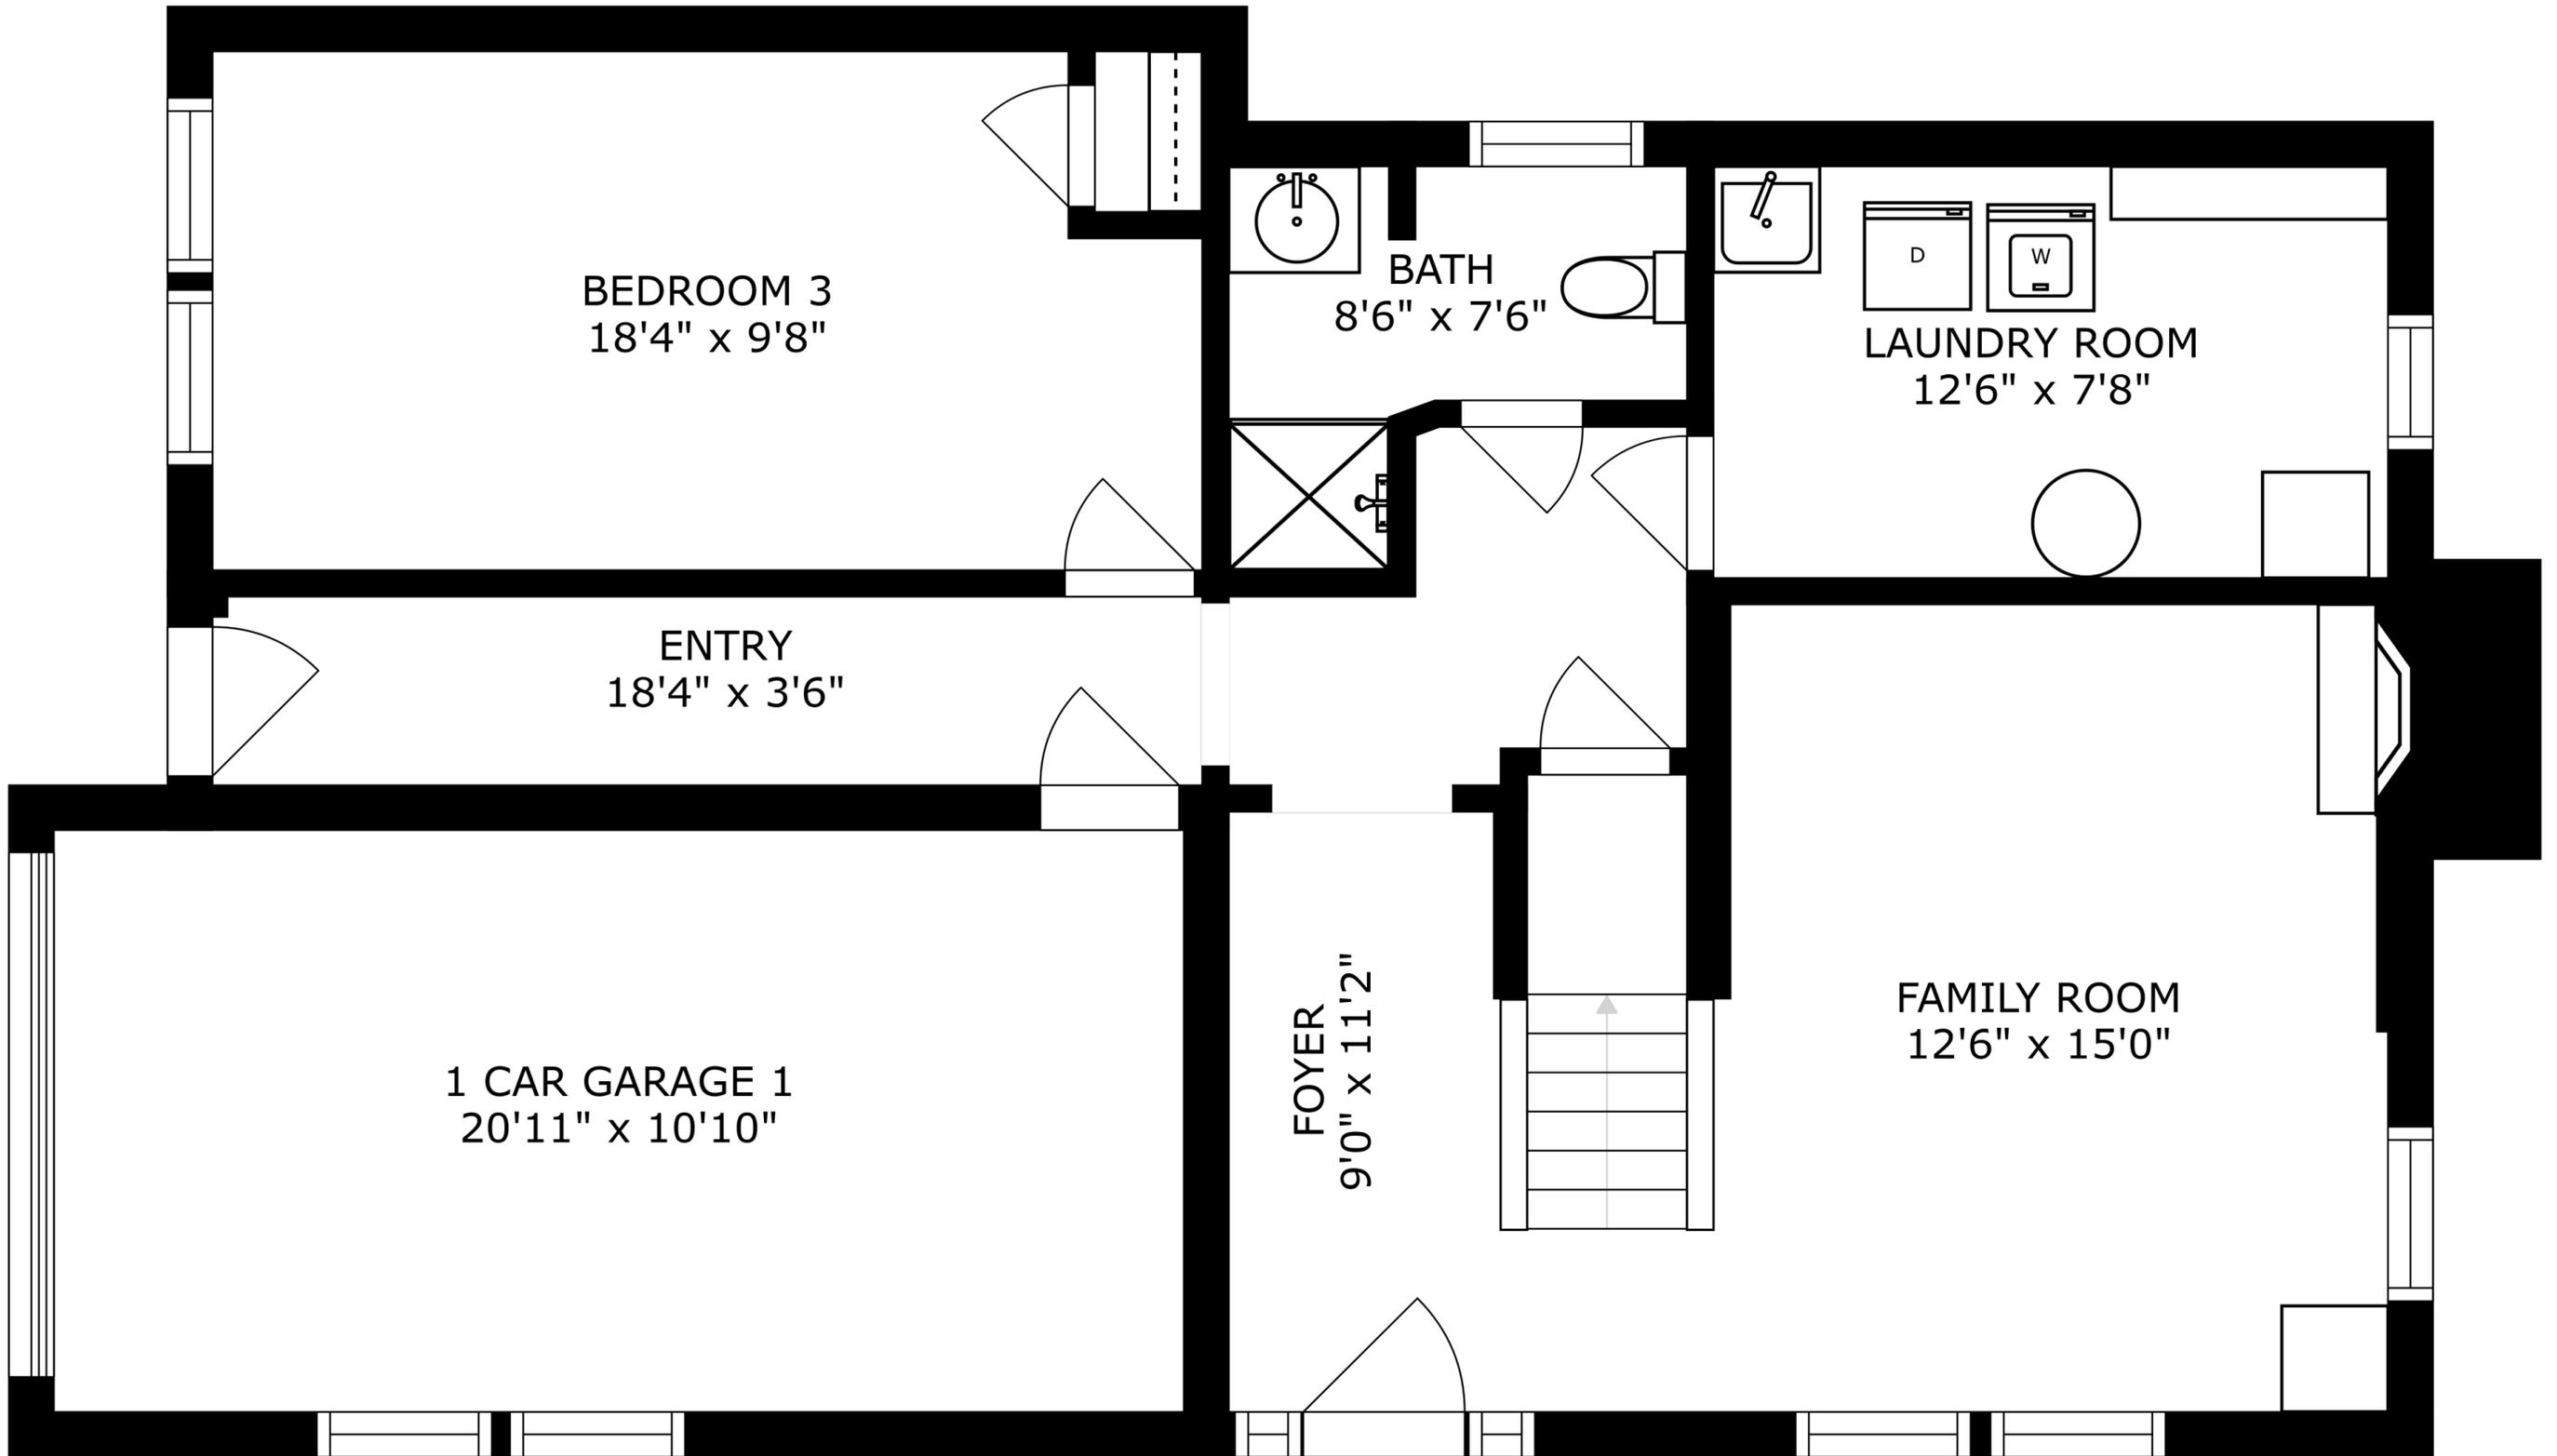 BEDROOM 3
18'4" x 9'8"
BATH
8'6" x 7'6"
D
W
LAUNDRY ROOM
12'6" x 7'8"
ENTRY
18'4" x 3'6"
1 CAR GARAGE 1
20'11" x 10'10"
FOYER
9'0" x 11'2"
FAMILY ROOM
12'6" x 15'0"